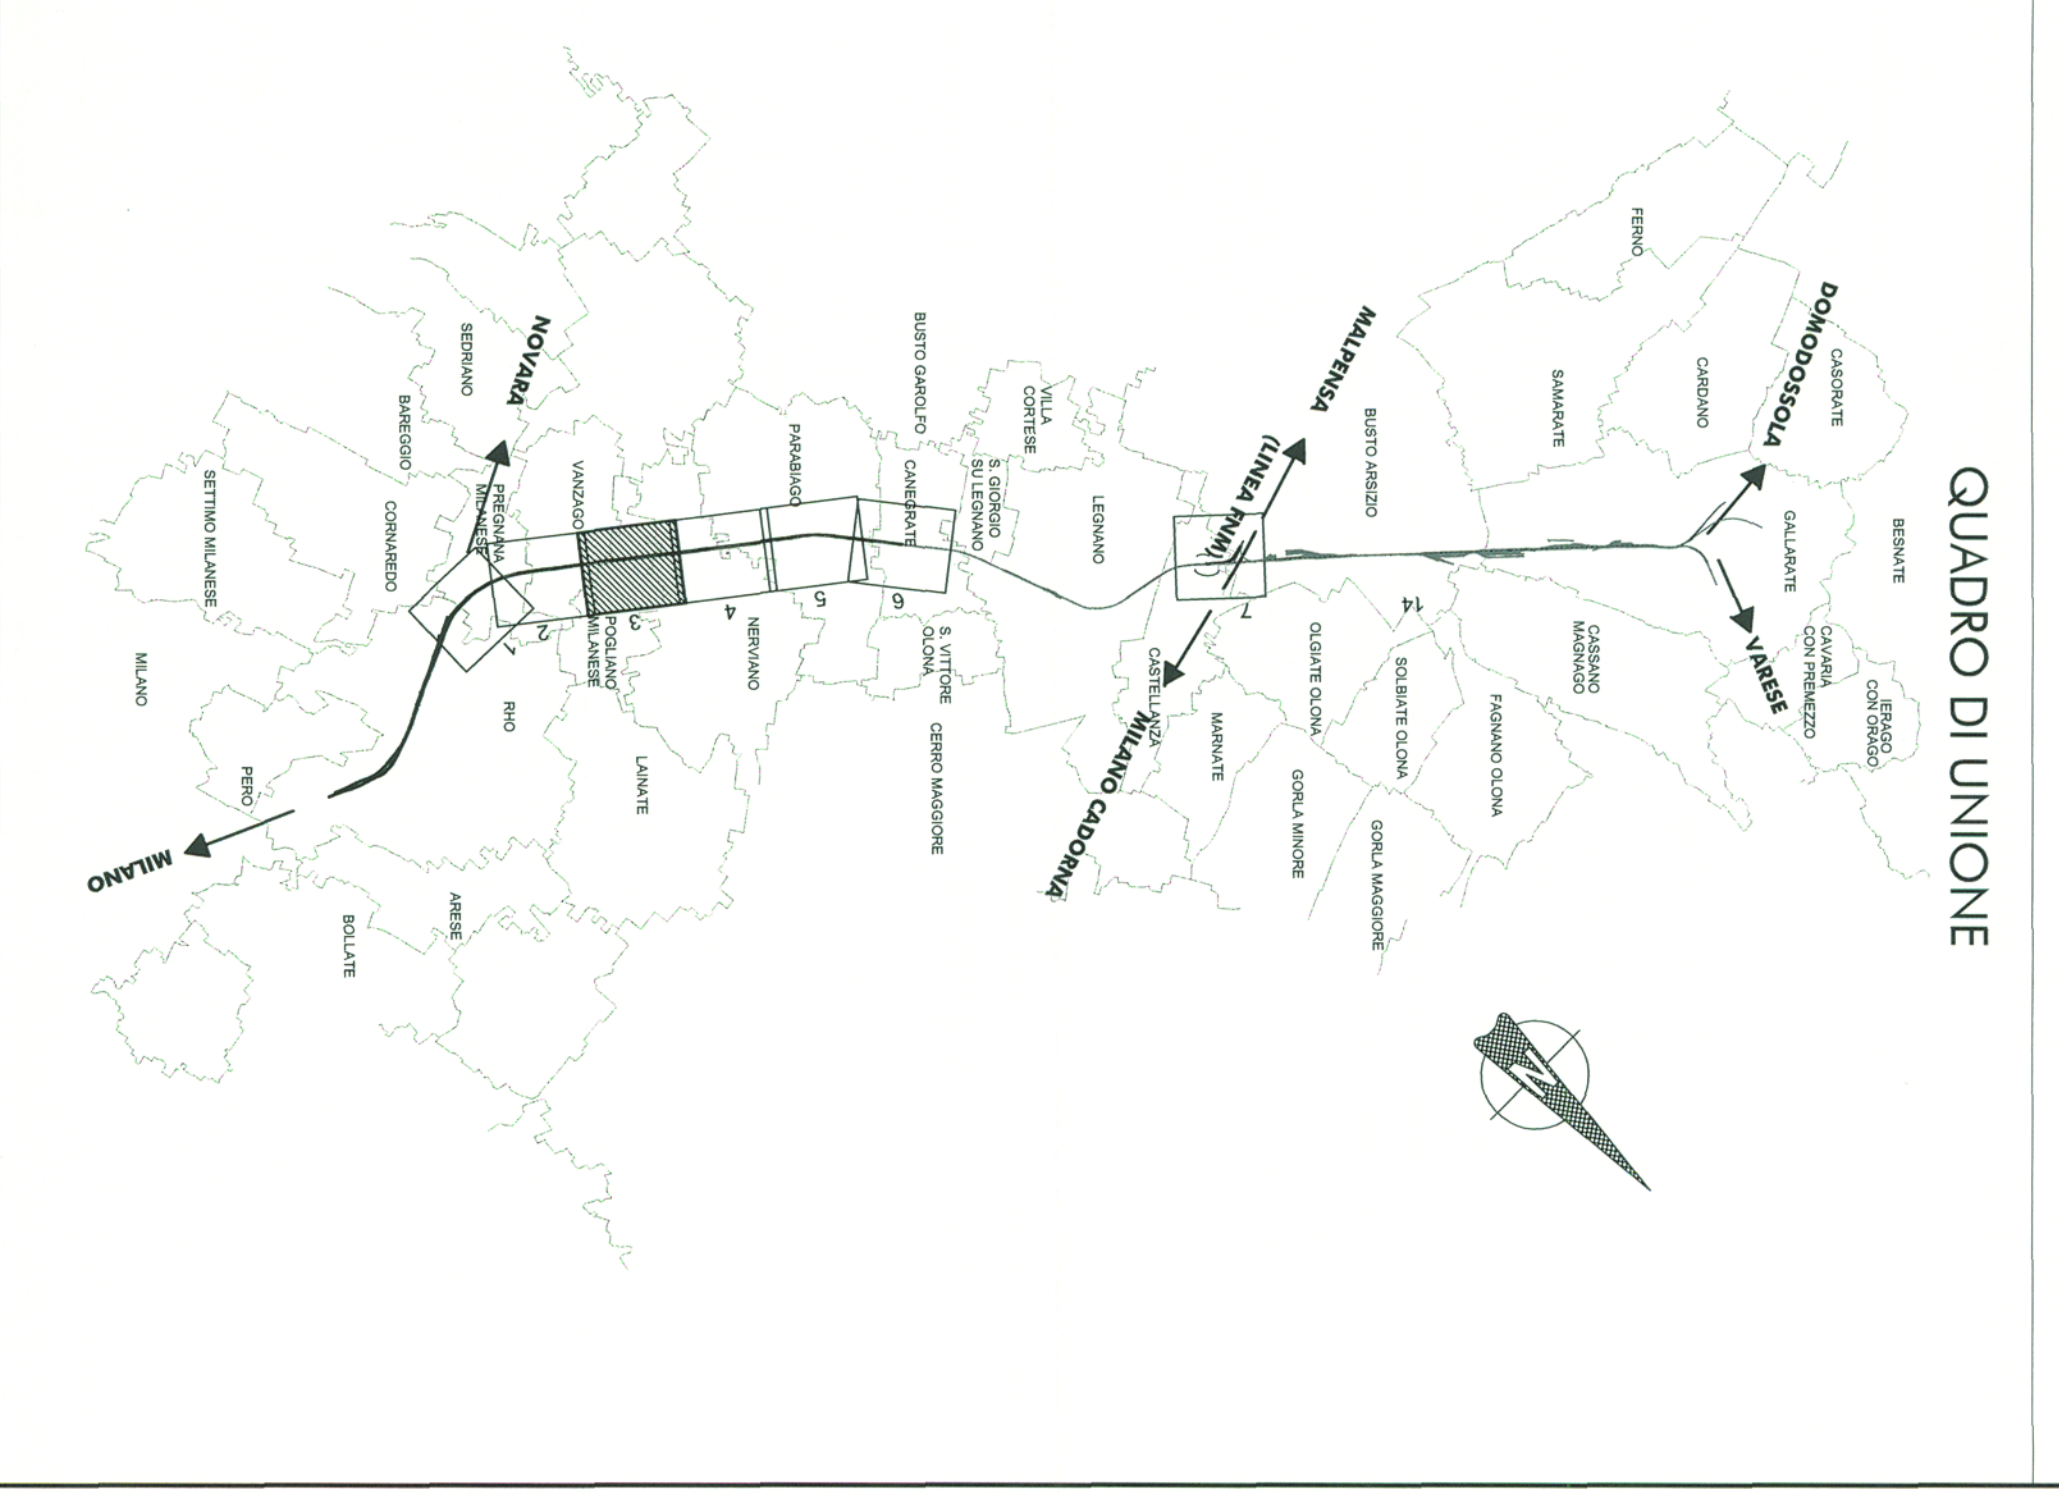 QUADRO DI UNIONE
BESNATE
IERAGO
CON ORAGO
CAVARIA
CON PREMEZZO
CASORATE
DOMODOSSOLA
GALLARATE
VARESE
CARDANO
FERNO
SAMARATE
CASSANO
MAGNAGO
FAGNANO OLONA
14
SOLBIATE OLONA
GORLA MAGGIORE
BUSTO ARSIZIO
MALPENSA
(LINEA FNM)
OLGIATE OLONA
GORLA MINORE
7
MARNATE
CASTELLANZA
MILANO CADORNA
LEGNANO
VILLA
CORTESE
S. GIORGIO
SU LEGNANO
BUSTO GAROLFO
CANEGRATE
6
S. VITTORE
OLONA
CERRO MAGGIORE
PARABIAGO
5
4
NERVIANO
3
POGLIANO
MILANESE
LAINATE
VANZAGO
2
1
NOVARA
PREGNANA
MILANESE
RHO
SEDRIANO
BAREGGIO
CORNAREDO
ARESE
BOLLATE
PERO
SETTIMO MILANESE
MILANO
MILANO
N